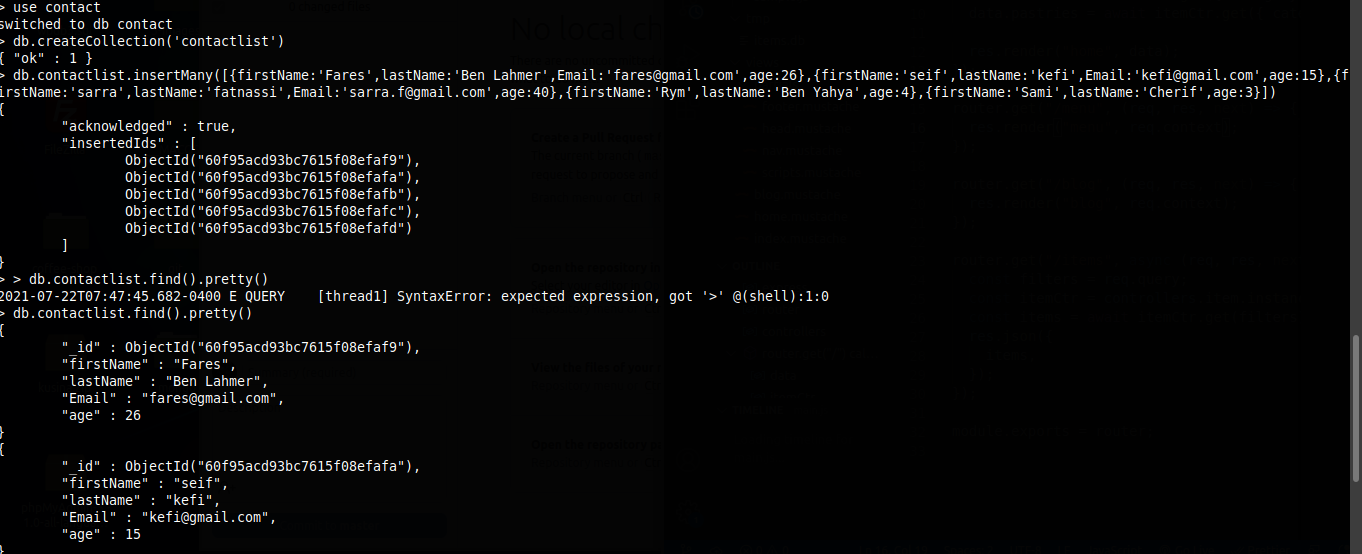 > use contact
switched to db contact
> db.createCollection('contactlist')
{ "ok" : 1 }
> db.contactlist.insertMany([{firstName:'Fares',lastName:'Ben Lahmer',Email:'fares@gmail.com',age:26},{firstName:'seif',lastName:'kefi',Email:'kefi@gmail.com',age:15},{f
irstName:'sarra',lastName:'fatnassi',Email:'sarra.f@gmail.com',age:40},{firstName:'Rym',lastName:'Ben Yahya',age:4},{firstName:'Sami',lastName:'Cherif',age:3}])
{
"acknowledged" : true,
"insertedIds" : [
ObjectId("60f95acd93bc7615f08efaf9"),
ObjectId("60f95acd93bc7615f08efafa"),
ObjectId("60f95acd93bc7615f08efafb"),
ObjectId("60f95acd93bc7615f08efafc"),
ObjectId("60f95acd93bc7615f08efafd")
]
}
> > db.contactlist.find().pretty()
2021-07-22T07:47:45.682-0400 E QUERY    [thread1] SyntaxError: expected expression, got '>' @(shell):1:0
> db.contactlist.find().pretty()
{
"_id" : ObjectId("60f95acd93bc7615f08efaf9"),
"firstName" : "Fares",
"lastName" : "Ben Lahmer",
"Email" : "fares@gmail.com",
"age" : 26
}
{
"_id" : ObjectId("60f95acd93bc7615f08efafa"),
"firstName" : "seif",
"lastName" : "kefi",
"Email" : "kefi@gmail.com",
"age" : 15
}